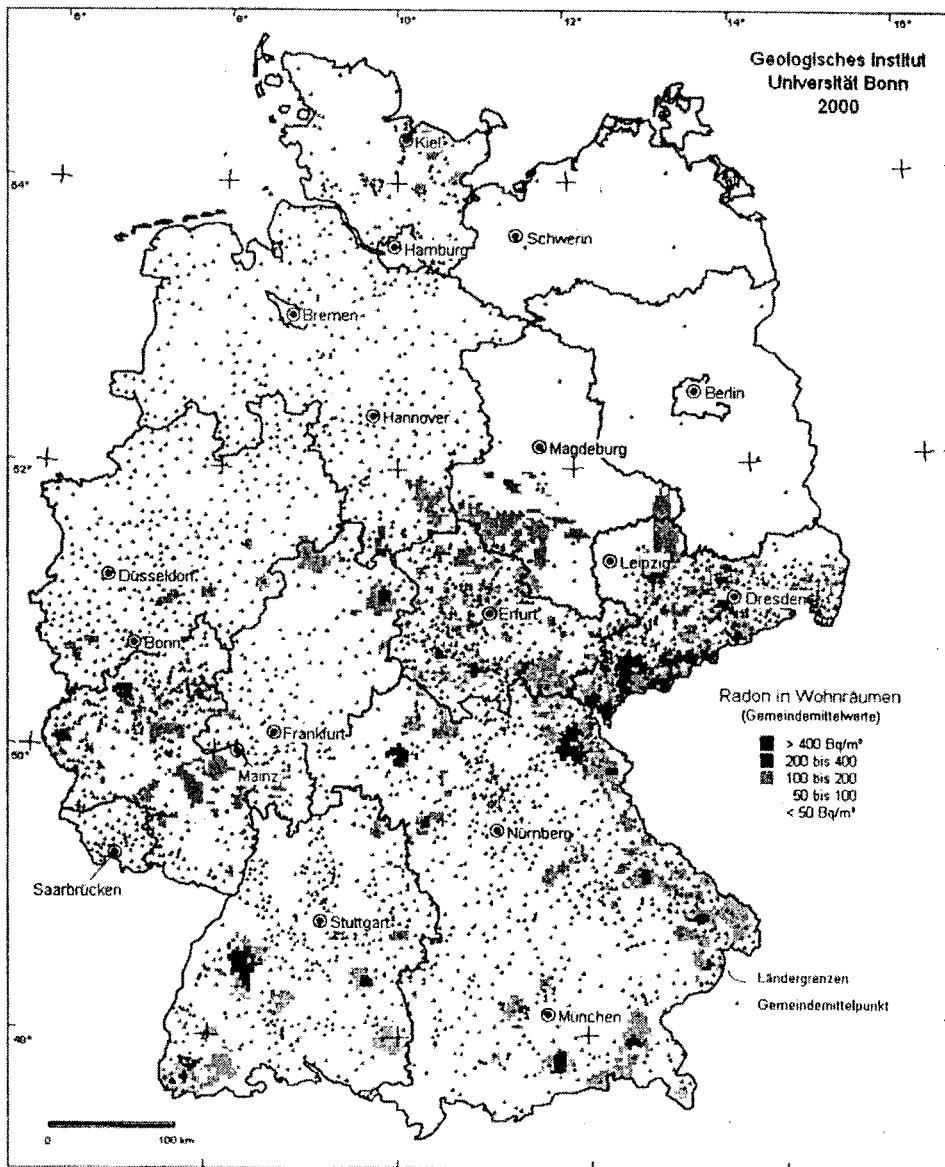 6° 8° 10° 12° 14° 16°
Geologisches Institut
Universität Bonn
2000
Kiel
54°
Schwerin
Hamburg
Bremen
Berlin
Hannover
Magdeburg
52°
Leipzig
Düsseldorf
Dresden
Erfurt
Bonn
Radon in Wohnräumen
(Gemeindemittelwerte)
> 400 Bq/m³
200 bis 400
100 bis 200
50 bis 100
< 50 Bq/m³
Frankfurt
50°
Mainz
Nürnberg
Saarbrücken
Stuttgart
Ländergrenzen
Gemeindemittelpunkt
München
48°
0 100 km